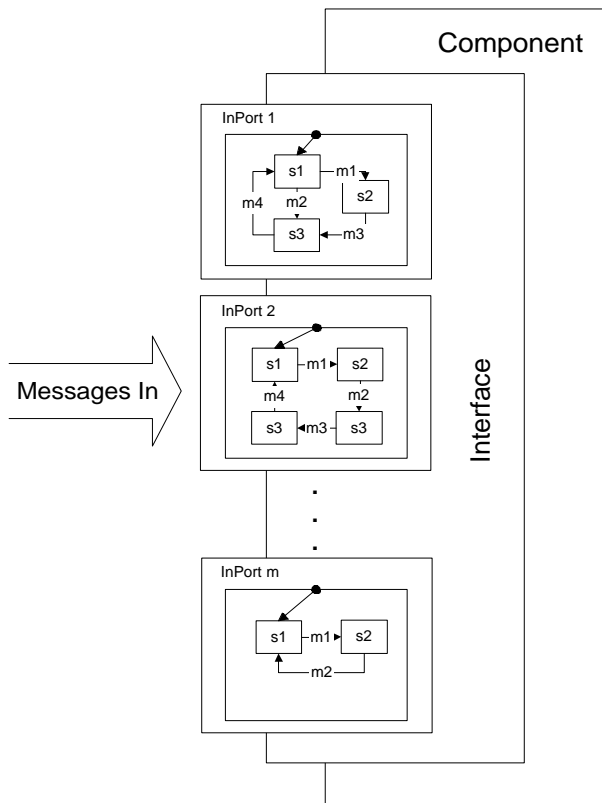 Component
InPort 1
s1
m1
s2
m4
m2
s3
m3
InPort 2
s1
m1
s2
m4
m2
s3
m3
s3
Messages In
Interface
.
.
.
InPort m
s1
m1
s2
m2